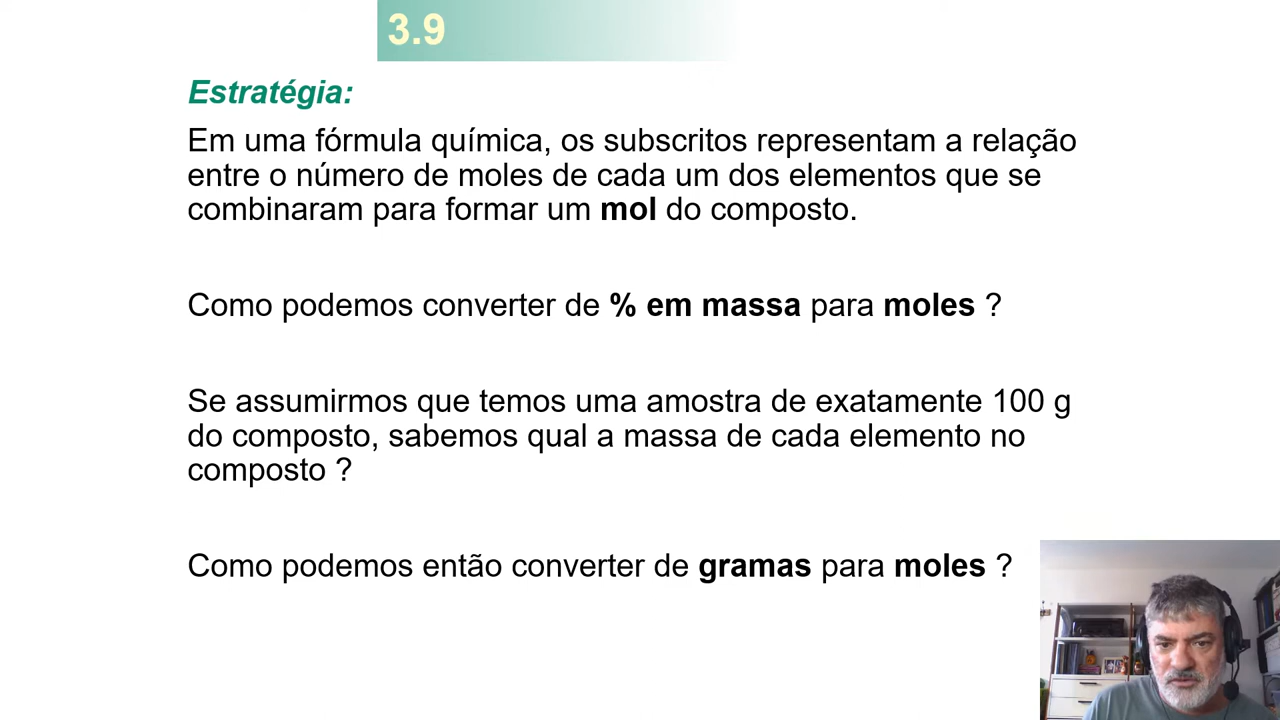 3.9
Estratégia:
Em uma fórmula química, os subscritos representam a relação
entre o número de moles de cada um dos elementos que se
combinaram para formar um mol do composto.
Como podemos converter de % em massa para moles ?
Se assumirmos que temos uma amostra de exatamente 100 g
do composto, sabemos qual a massa de cada elemento no
composto ?
Como podemos então converter de gramas para moles ?